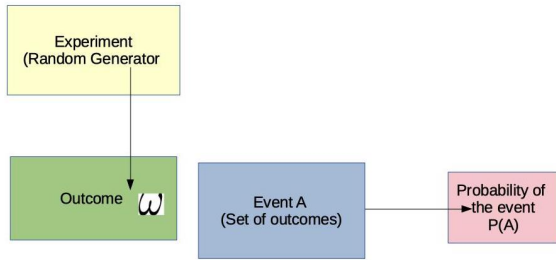 Experiment
(Random Generator
Outcome ω
Event A
(Set of outcomes)
Probability of
the event
P(A)